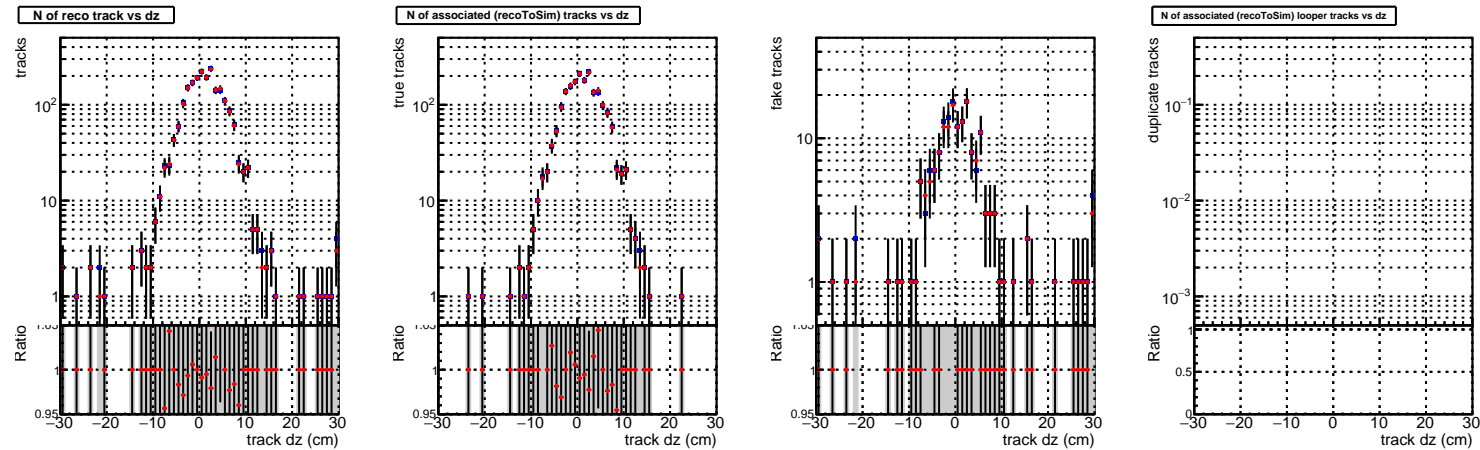 N of reco track vs dz
tracks
10²
10
1
Ratio
1.05
1
0.95
−30 −20 −10 0 10 20 30
track dz (cm)
N of associated (recoToSim) tracks vs dz
true tracks
10²
10
1
Ratio
1.05
1
0.95
−30 −20 −10 0 10 20 30
track dz (cm)
fake tracks
10
1
Ratio
1.05
1
0.95
−30 −20 −10 0 10 20 30
track dz (cm)
N of associated (recoToSim) looper tracks vs dz
duplicate tracks
10⁻¹
10⁻²
10⁻³
Ratio
1
0.5
0
−30 −20 −10 0 10 20 30
track dz (cm)